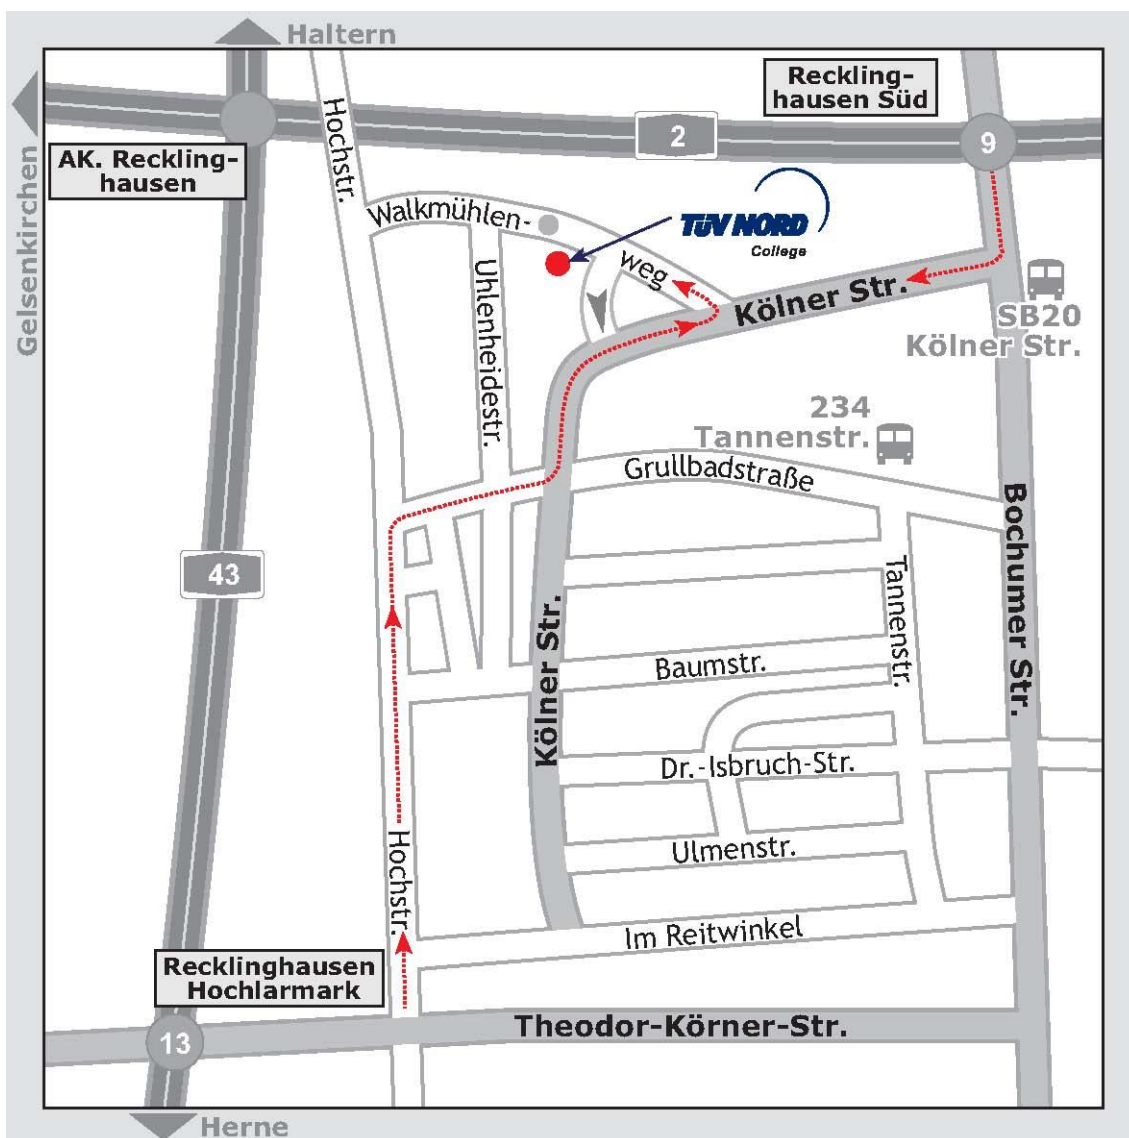 Haltern
Reckling-
hausen Süd
Gelsenkirchen
Hochstr.
2
9
AK. Reckling-
hausen
Walkmühlen-
weg
TÜV NORD
College
Uhlenheidestr.
Kölner Str.
SB20
Kölner Str.
234
Tannenstr.
Grullbadstraße
Bochumer Str.
43
Tannenstr.
Kölner Str.
Baumstr.
Dr.-Isbruch-Str.
Hochstr.
Ulmenstr.
Im Reitwinkel
Recklinghausen
Hochlarmark
Theodor-Körner-Str.
13
Herne